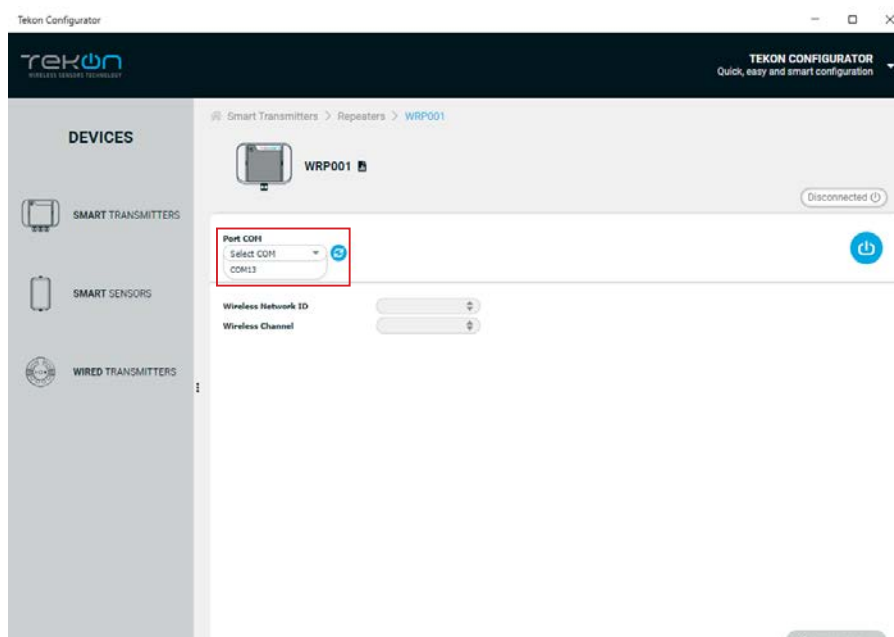 Tekon Configurator
TEKON
WIRELESS SENSORS TECHNOLOGY
TEKON CONFIGURATOR
Quick, easy and smart configuration
DEVICES
SMART TRANSMITTERS
SMART SENSORS
WIRED TRANSMITTERS
Smart Transmitters > Repeaters > WRP001
WRP001
Disconnected
Port COM
Select COM
COM13
Wireless Network ID
Wireless Channel